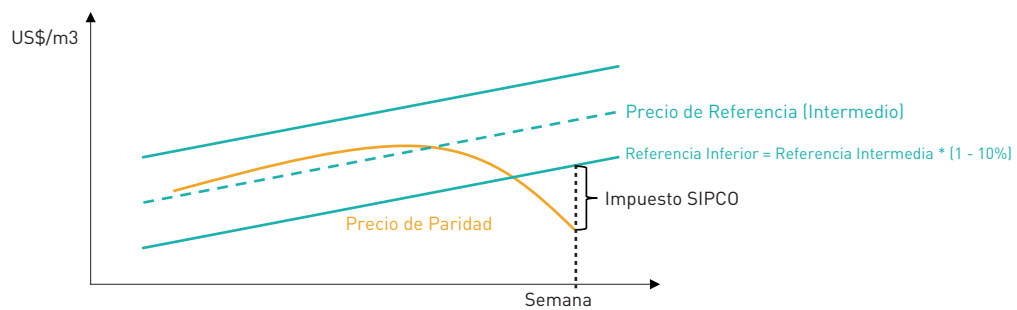 US$/m3
Precio de Referencia (Intermedio)
Referencia Inferior = Referencia Intermedia * (1 - 10%)
Impuesto SIPCO
Precio de Paridad
Semana